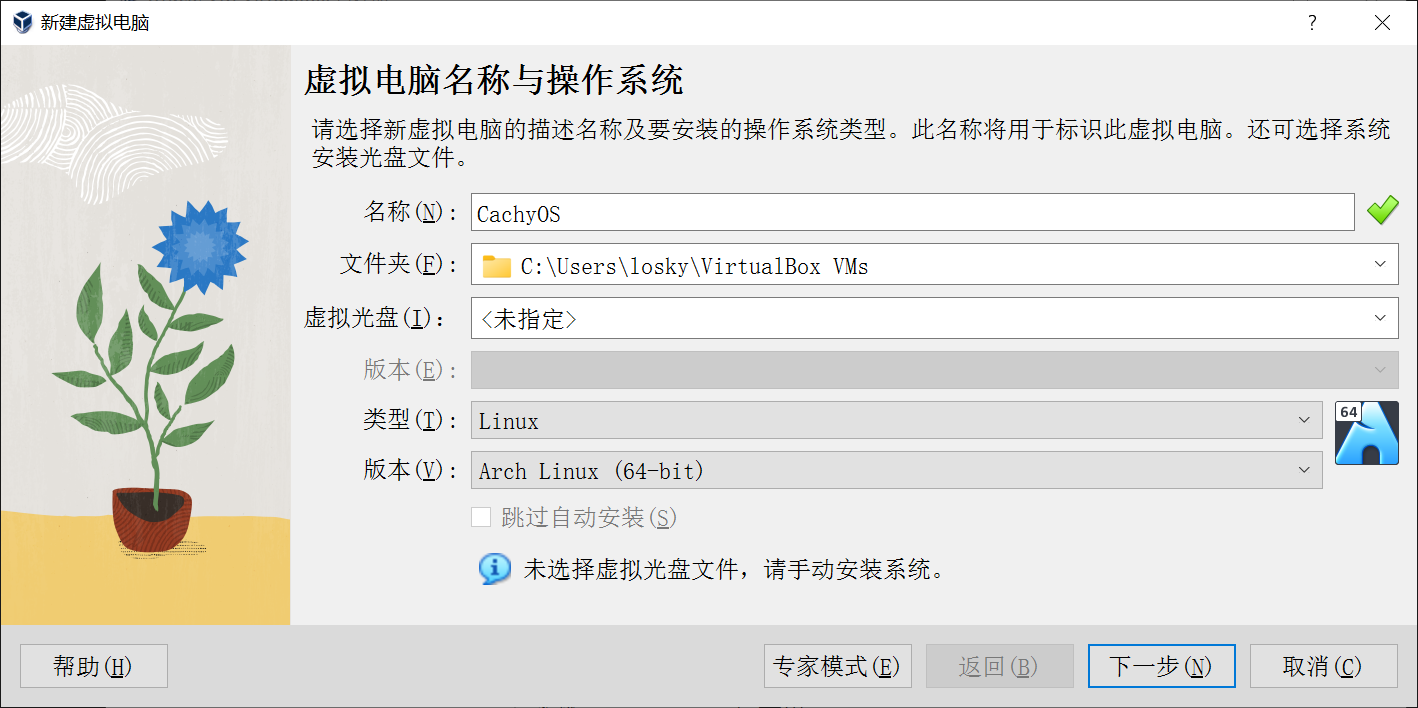 新建虚拟电脑
虚拟电脑名称与操作系统
请选择新虚拟电脑的描述名称及要安装的操作系统类型。此名称将用于标识此虚拟电脑。还可选择系统
安装光盘文件。
名称(N): CachyOS
文件夹(F): C:\Users\losky\VirtualBox VMs
虚拟光盘(I): <未指定>
版本(E):
类型(T): Linux
64
版本(V): Arch Linux (64-bit)
跳过自动安装(S)
未选择虚拟光盘文件，请手动安装系统。
帮助(H) 专家模式(E) 返回(B) 下一步(N) 取消(C)